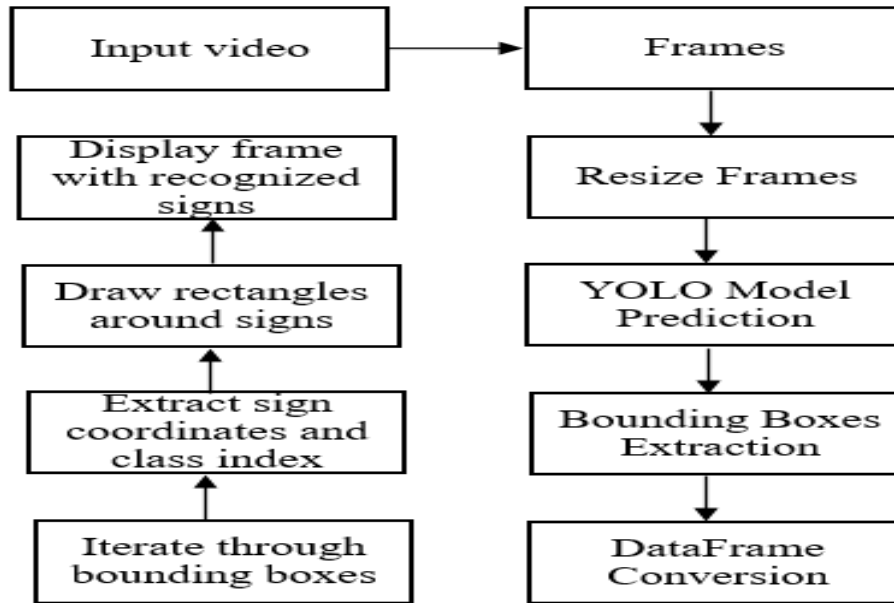 Input video
Frames
Resize Frames
YOLO Model
Prediction
Bounding Boxes
Extraction
DataFrame
Conversion
Iterate through
bounding boxes
Extract sign
coordinates and
class index
Draw rectangles
around signs
Display frame
with recognized
signs